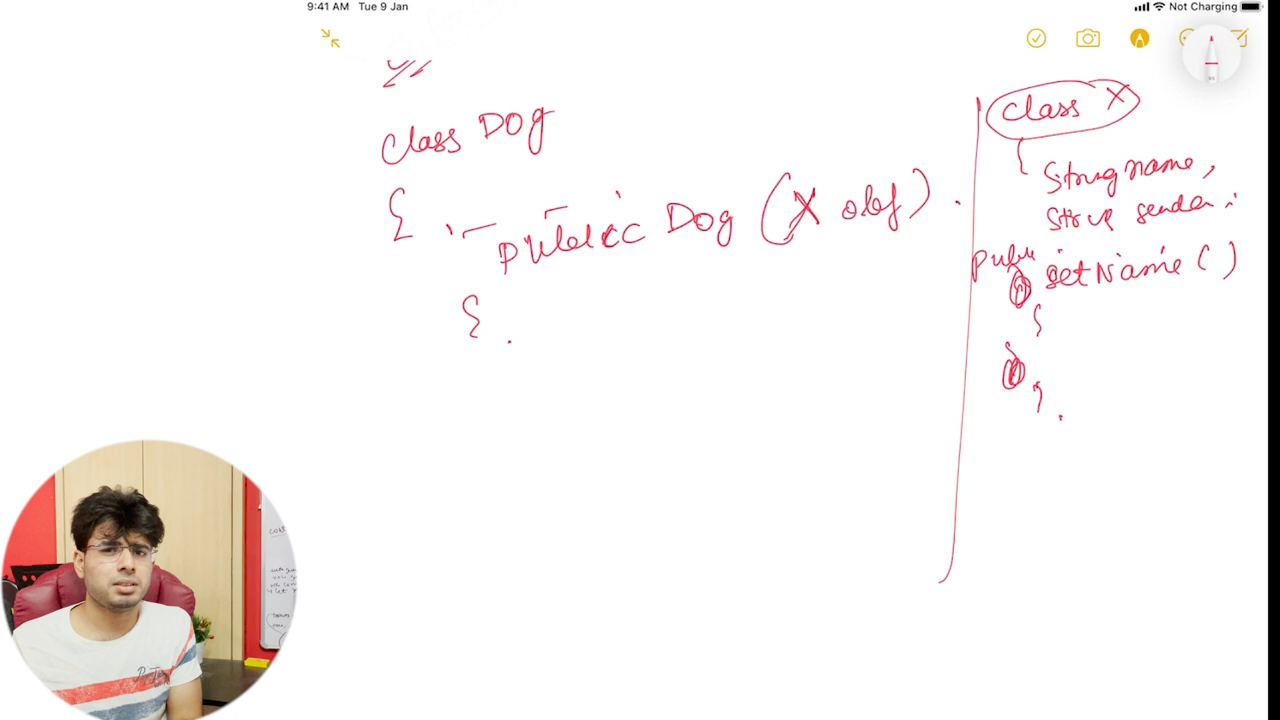 9:41 AM Tue 9 Jan
Not Charging
class Dog
{
public Dog (X obj)
{
class X
{
String name,
gender;
public getName ()
{
}